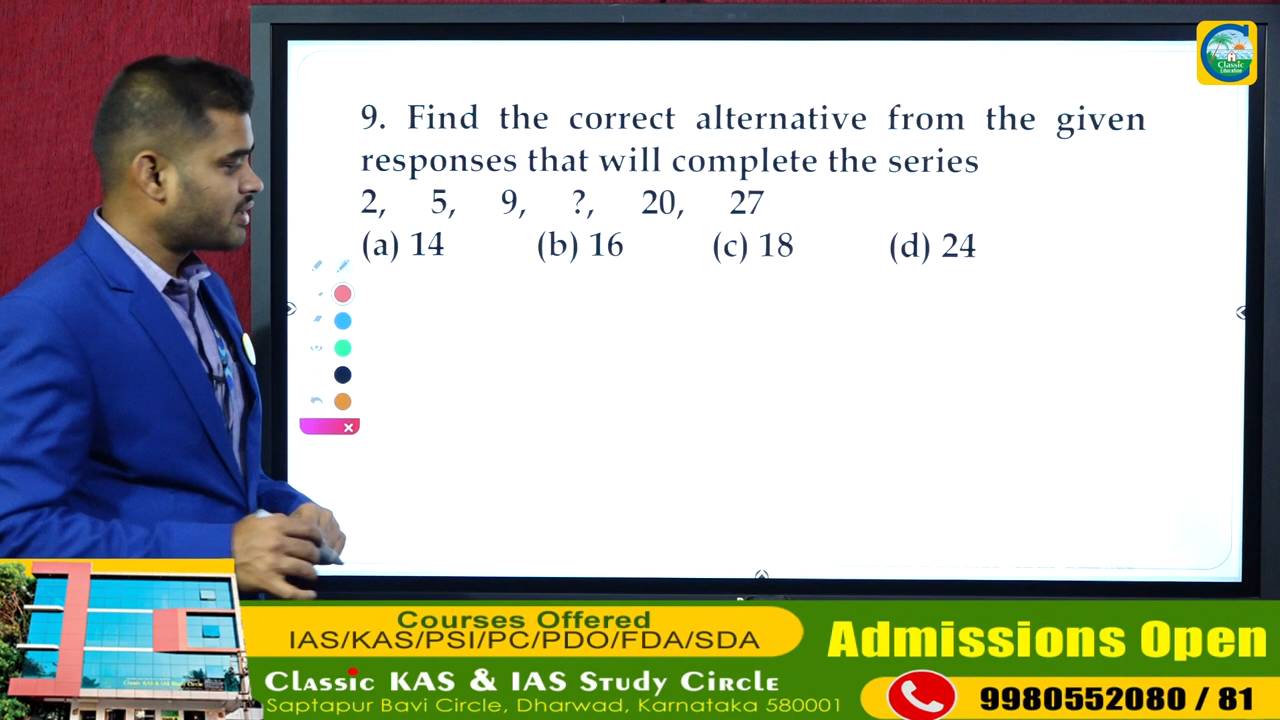 Classic
Education
9. Find the correct alternative from the given
responses that will complete the series
2, 5, 9, ?, 20, 27
(a) 14 (b) 16 (c) 18 (d) 24
Courses Offered
IAS/KAS/PSI/PC/PDO/FDA/SDA
Admissions Open
Classic KAS & IAS Study Circle
Saptapur Bavi Circle, Dharwad, Karnataka 580001
9980552080 / 81